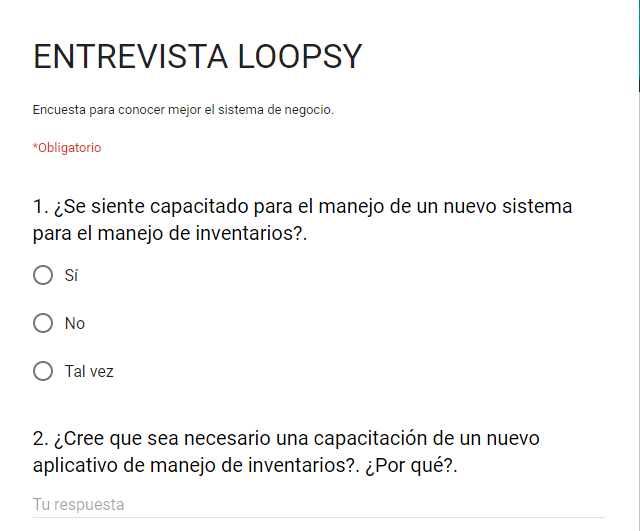 ENTREVISTA LOOPSY
Encuesta para conocer mejor el sistema de negocio.
*Obligatorio
1. ¿Se siente capacitado para el manejo de un nuevo sistema
para el manejo de inventarios?.
Sí
No
Tal vez
2. ¿Cree que sea necesario una capacitación de un nuevo
aplicativo de manejo de inventarios?. ¿Por qué?.
Tu respuesta